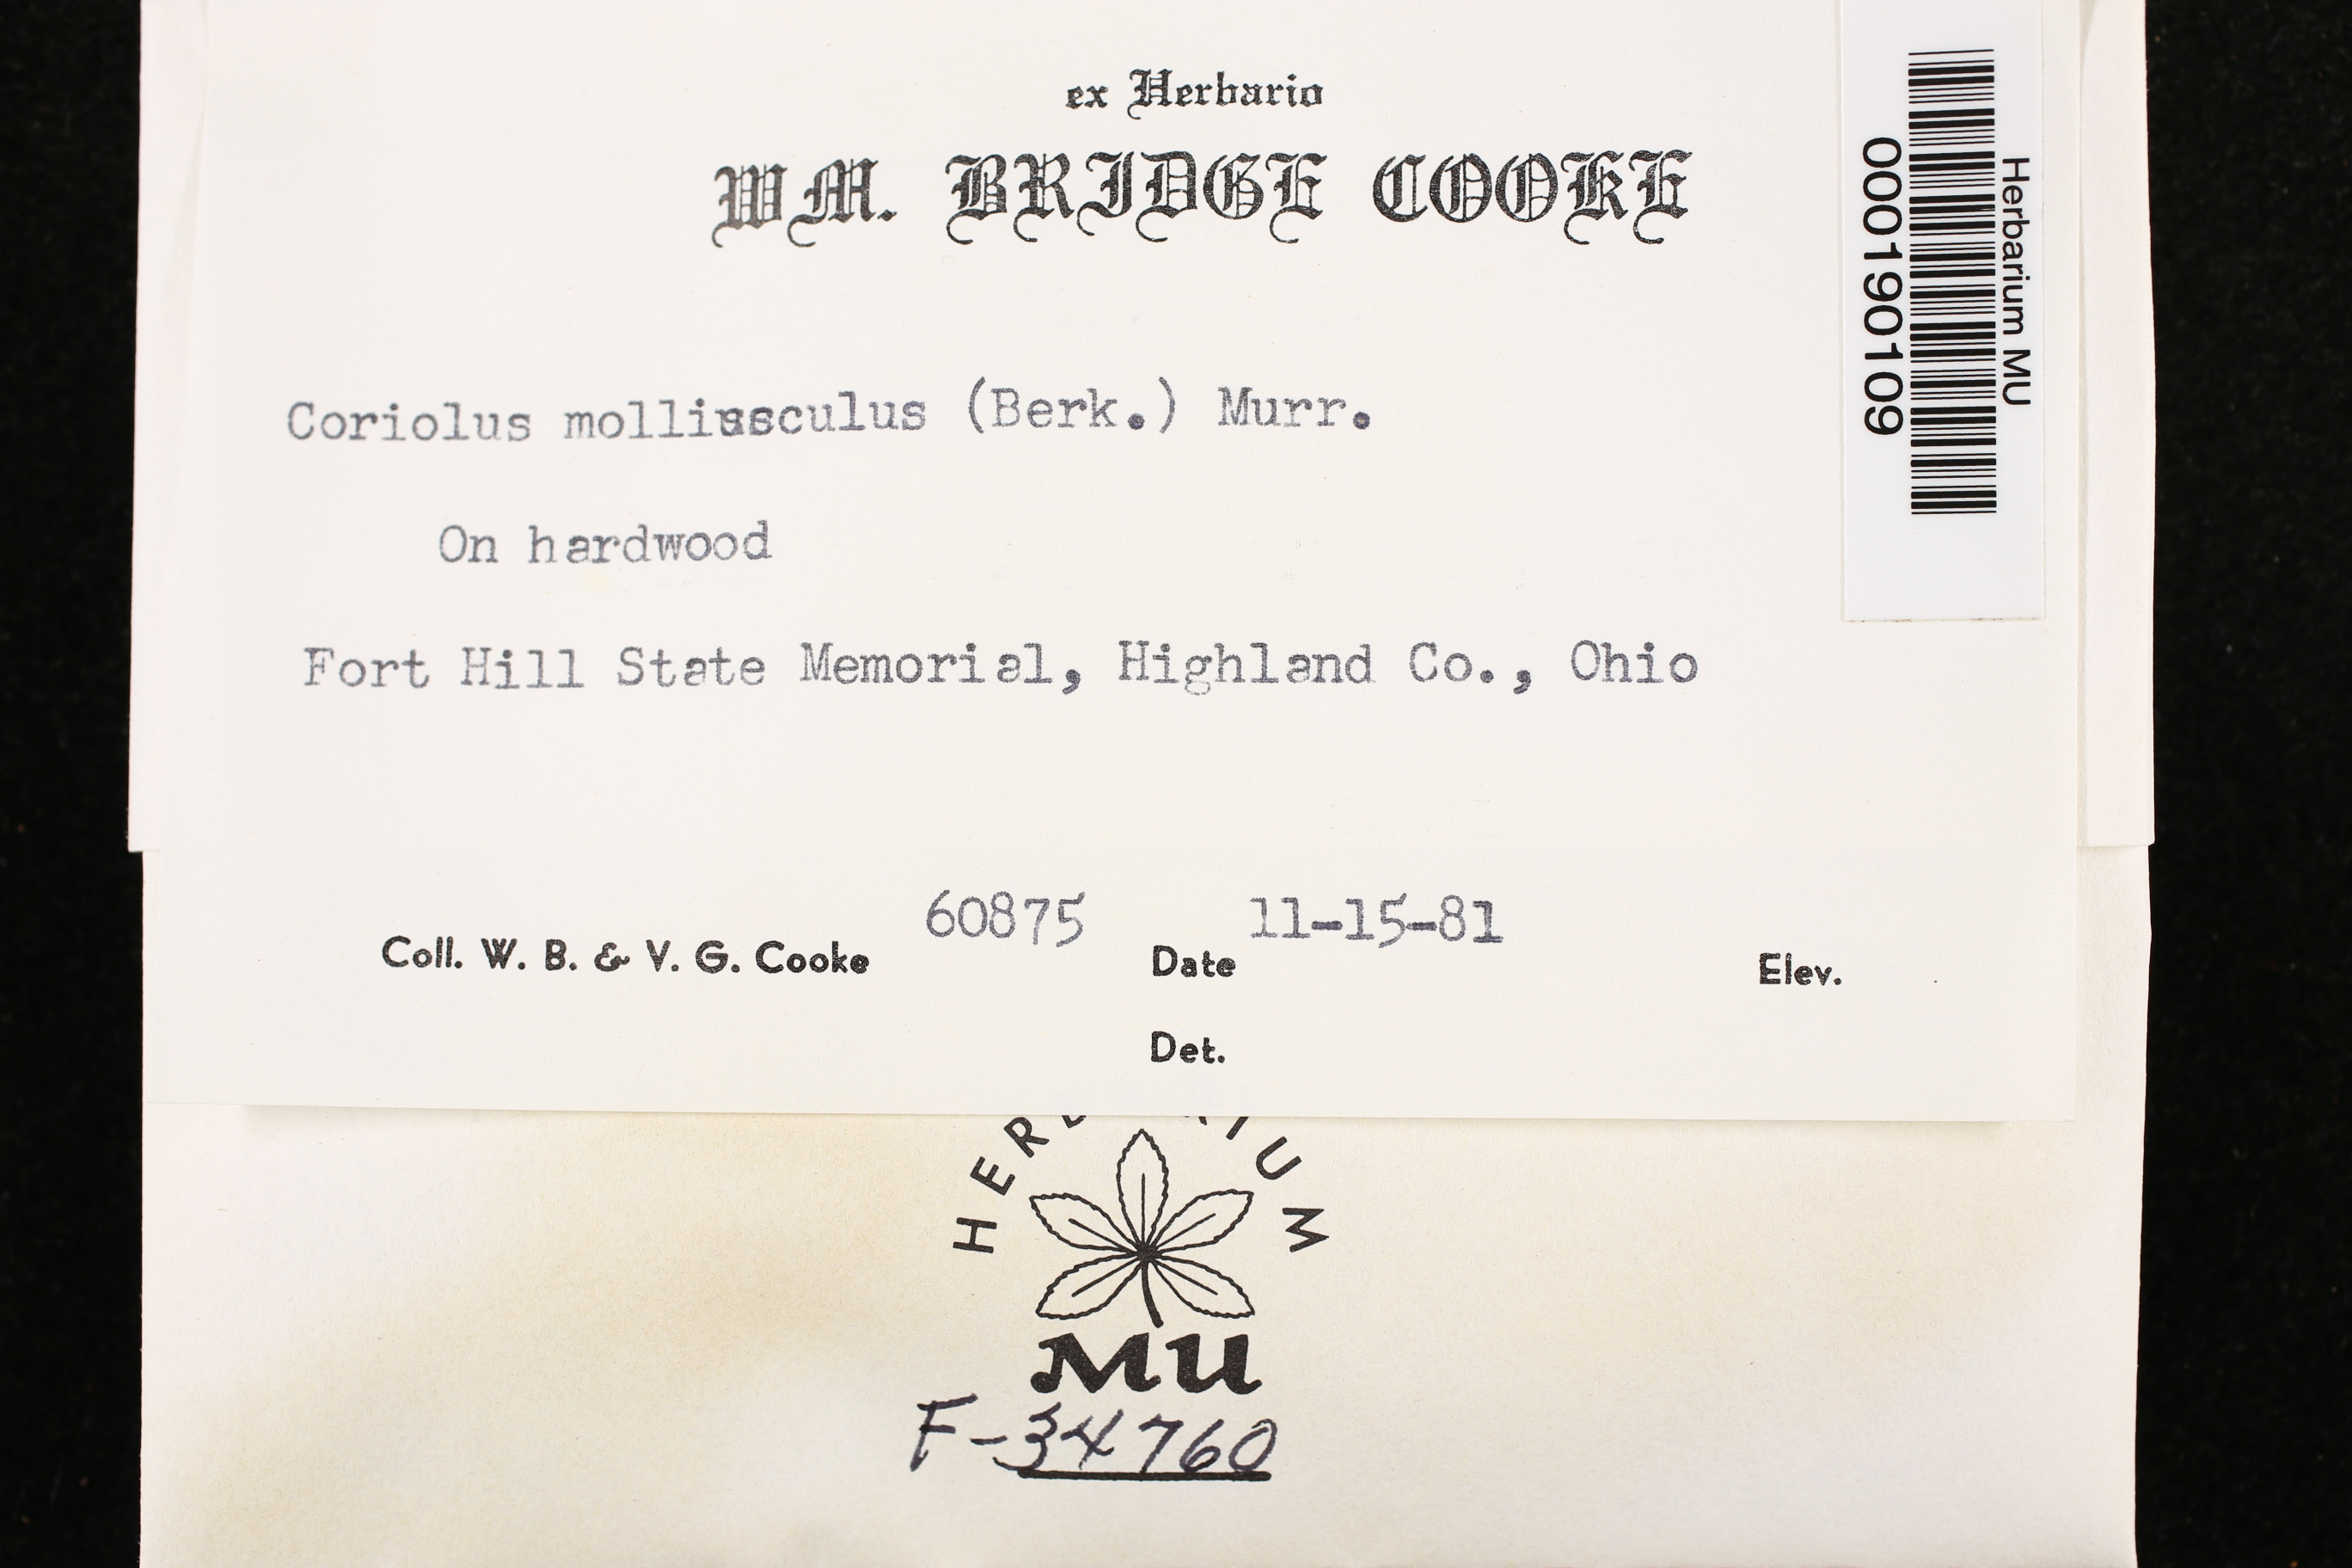 ex Herbario
WM. BRIDGE COOKE
Coriolus molliusculus (Berk.) Murr.
On hardwood
Fort Hill State Memorial, Highland Co., Ohio
60875 11-15-81
Coll. W. B. & V. G. Cooke Date Elev.
Det.
Herbarium MU
000190109
MU
F-34760